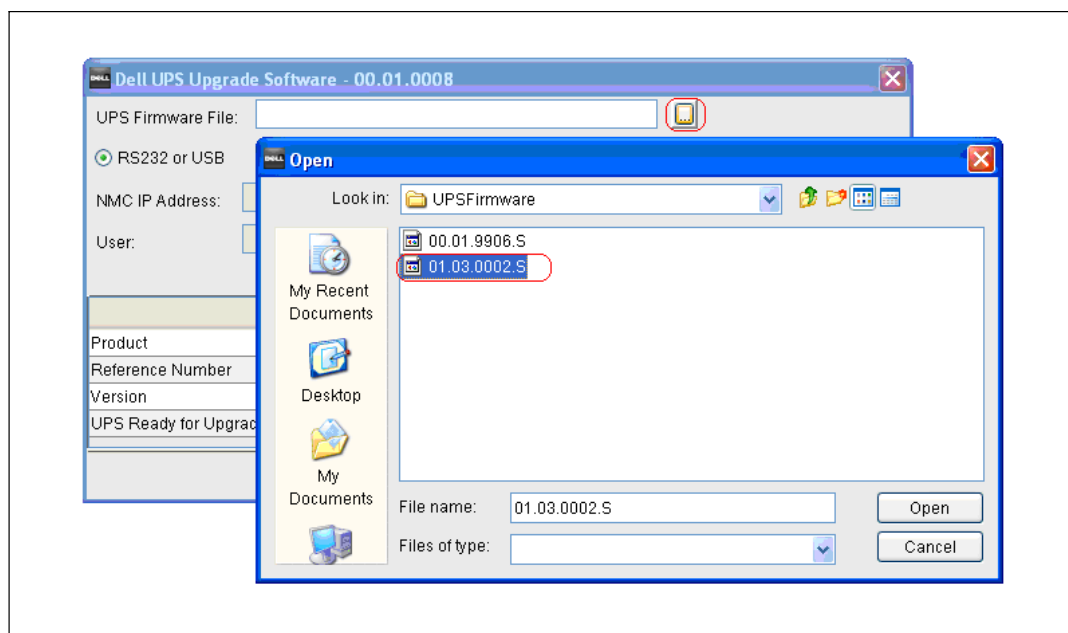 Dell UPS Upgrade Software - 00.01.0008
UPS Firmware File:
RS232 or USB
NMC IP Address:
User:
Product
Reference Number
Version
UPS Ready for Upgrad
DELL Open
Look in:
UPSFirmware
00.01.9906.S
01.03.0002.S
My Recent
Documents
Desktop
My
Documents
File name:
01.03.0002.S
Open
Files of type:
Cancel